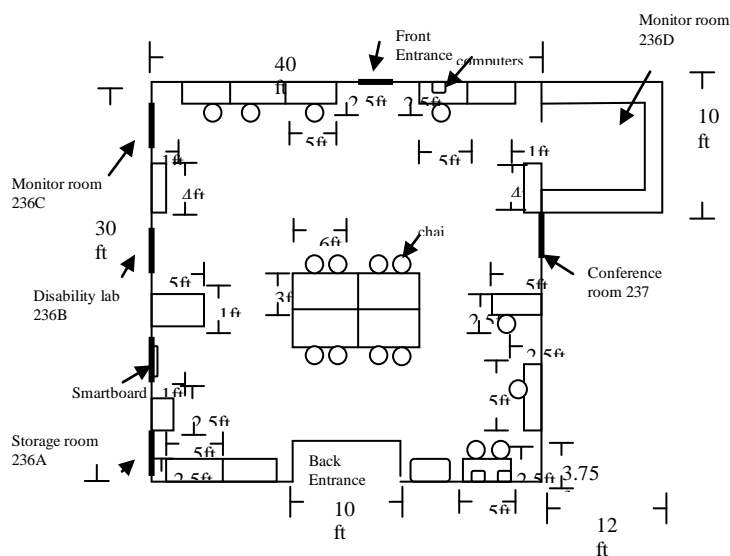 Front
Entrance
computers
Monitor room
236D
40
ft
2.5ft
2.5ft
5ft
5ft
10
ft
1ft
1ft
4ft
Monitor room
236C
30
ft
6ft
chai
5ft
3f
5ft
Conference
room 237
Disability lab
236B
1ft
2.5ft
2.5ft
Smartboard
1ft
5ft
2.5ft
Storage room
236A
5ft
2.5ft
Back
Entrance
2.5ft
3.75
10
ft
5ft
12
ft